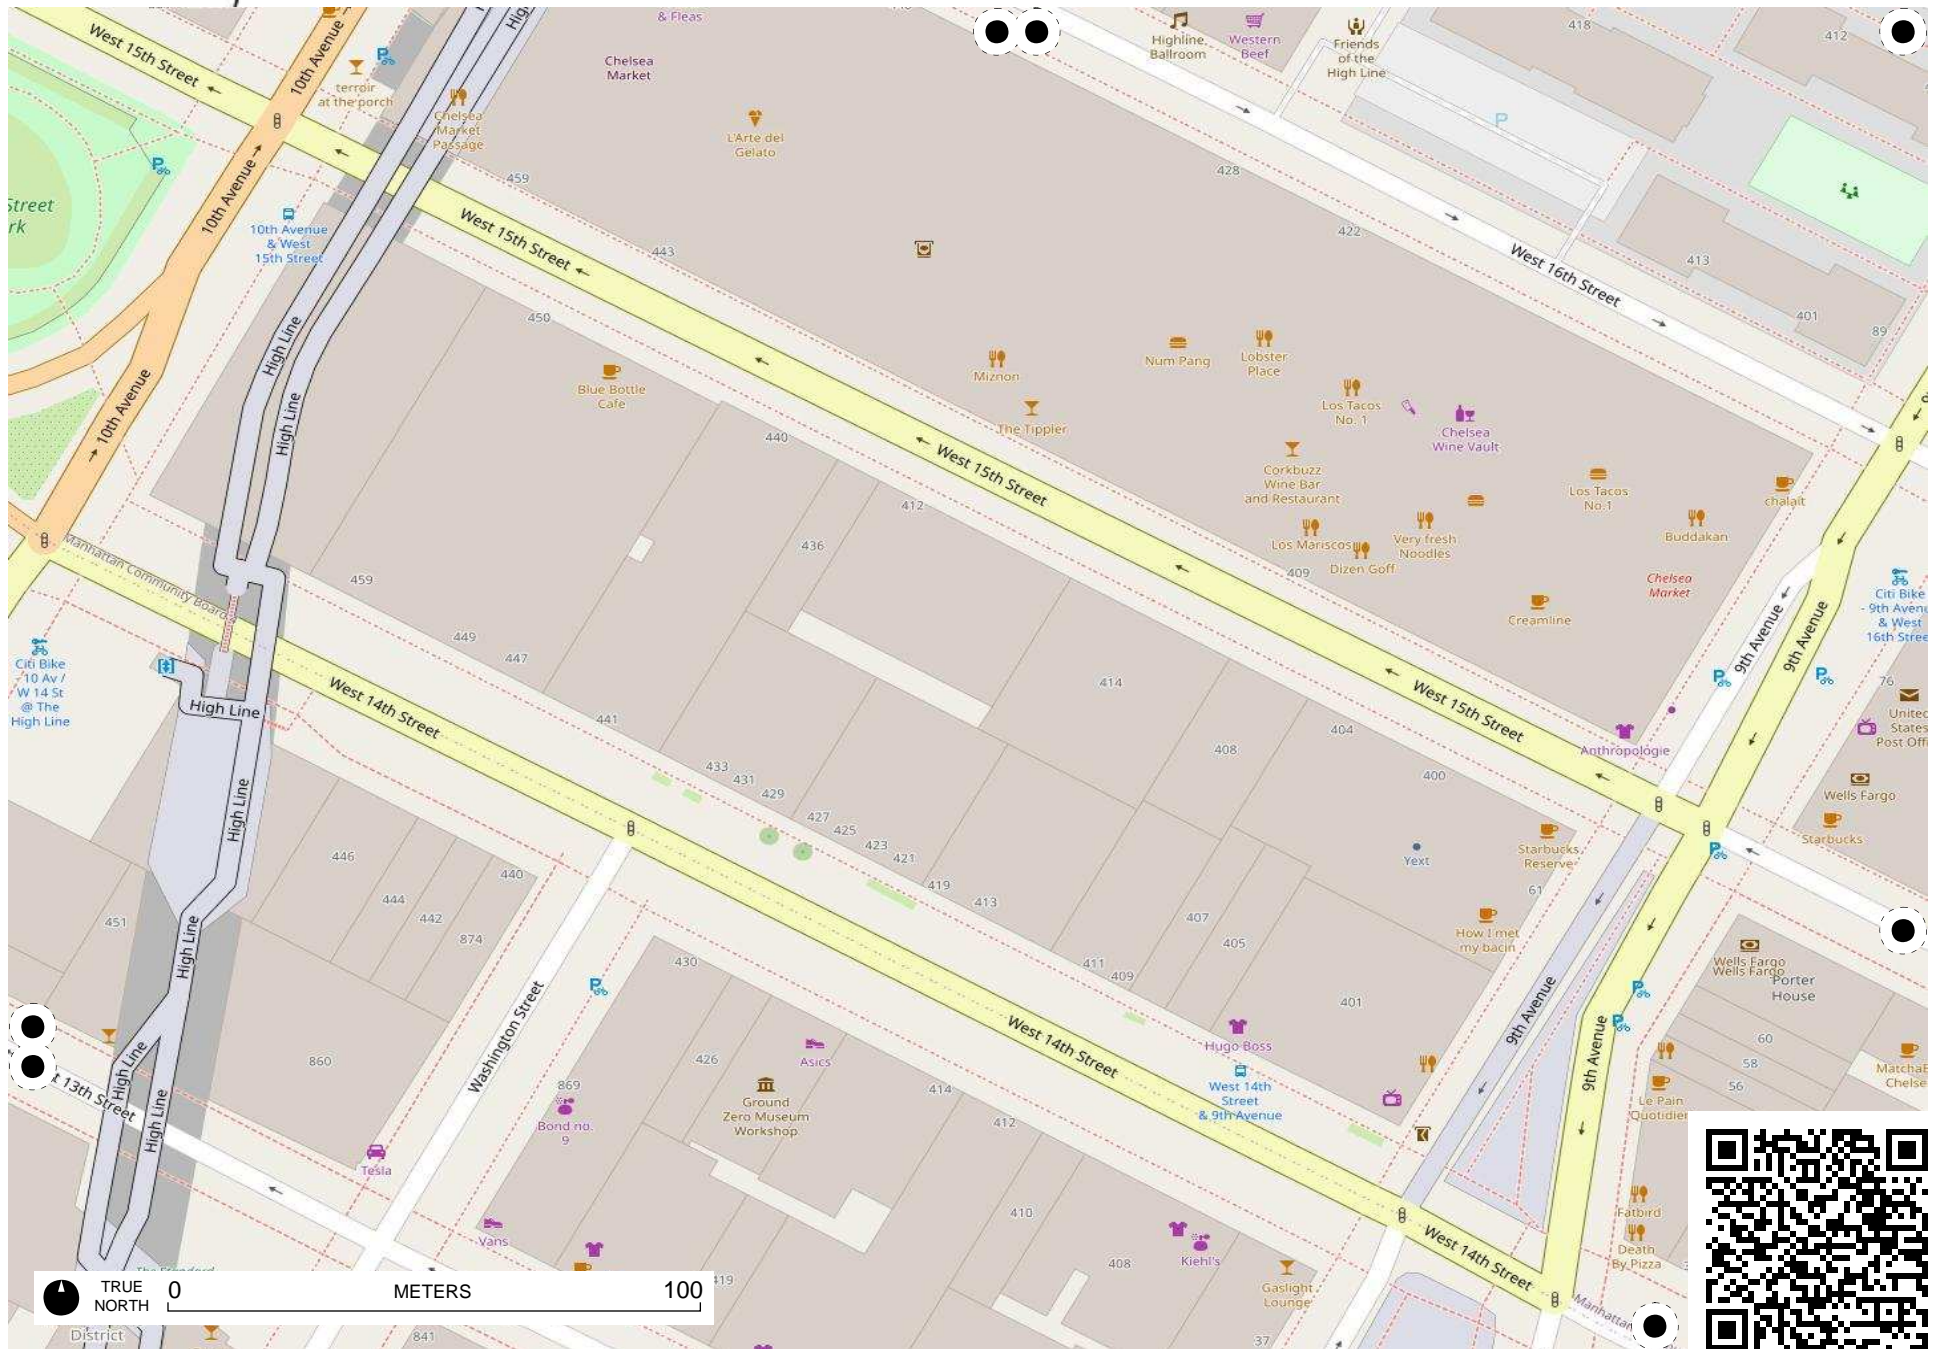 West 15th Street
10th Avenue
terroir
at the porch
Chelsea
Market
Passage
& Fleas
Chelsea
Market
L'Arte del
Gelato
Highline
Ballroom
Western
Beef
Friends
of the
High Line
418
412
P
428
422
413
401
89
West 16th Street
Street
10th Avenue
10th Avenue
& West
15th Street
459
West 15th Street
443
450
High Line
High Line
10th Avenue
Blue Bottle
Cafe
Miznon
The Tippler
Num Pang
Lobster
Place
Los Tacos
No. 1
Chelsea
Wine Vault
Corkbuzz
Wine Bar
and Restaurant
Los Tacos
No.1
chalait
Buddakan
Los Mariscos
Very fresh
Noodles
Dizen Goff
409
Chelsea
Market
Creamline
440
412
436
West 15th Street
Manhattan Community Board
459
449
447
441
Citi Bike
- 10 Av /
W 14 St
@ The
High Line
High Line
West 14th Street
414
408
404
400
West 15th Street
Anthropologie
9th Avenue
9th Avenue
Citi Bike
- 9th Avenu
& West
16th Stree
76
United
States
Post Offi
Wells Fargo
Starbucks
433
431
429
427
425
423
421
419
413
411
409
407
405
401
Yext
Starbucks
Reserve
61
How I met
my bacin
High Line
High Line
446
444
442
440
874
451
430
Washington Street
West 14th Street
9th Avenue
9th Avenue
Wells Fargo
Wells Fargo
Porter
House
60
58
56
Le Pain
Quotidien
Fatbird
Death
By Pizza
Hugo Boss
West 14th
Street
& 9th Avenue
High Line
High Line
t 13th Street
860
Tesla
869
Bond no.
9
426
Asics
Ground
Zero Museum
Workshop
414
412
410
408
Vans
Kiehl's
Gaslight
Lounge
37
West 14th Street
419
841
District
TRUE
NORTH
0 METERS 100